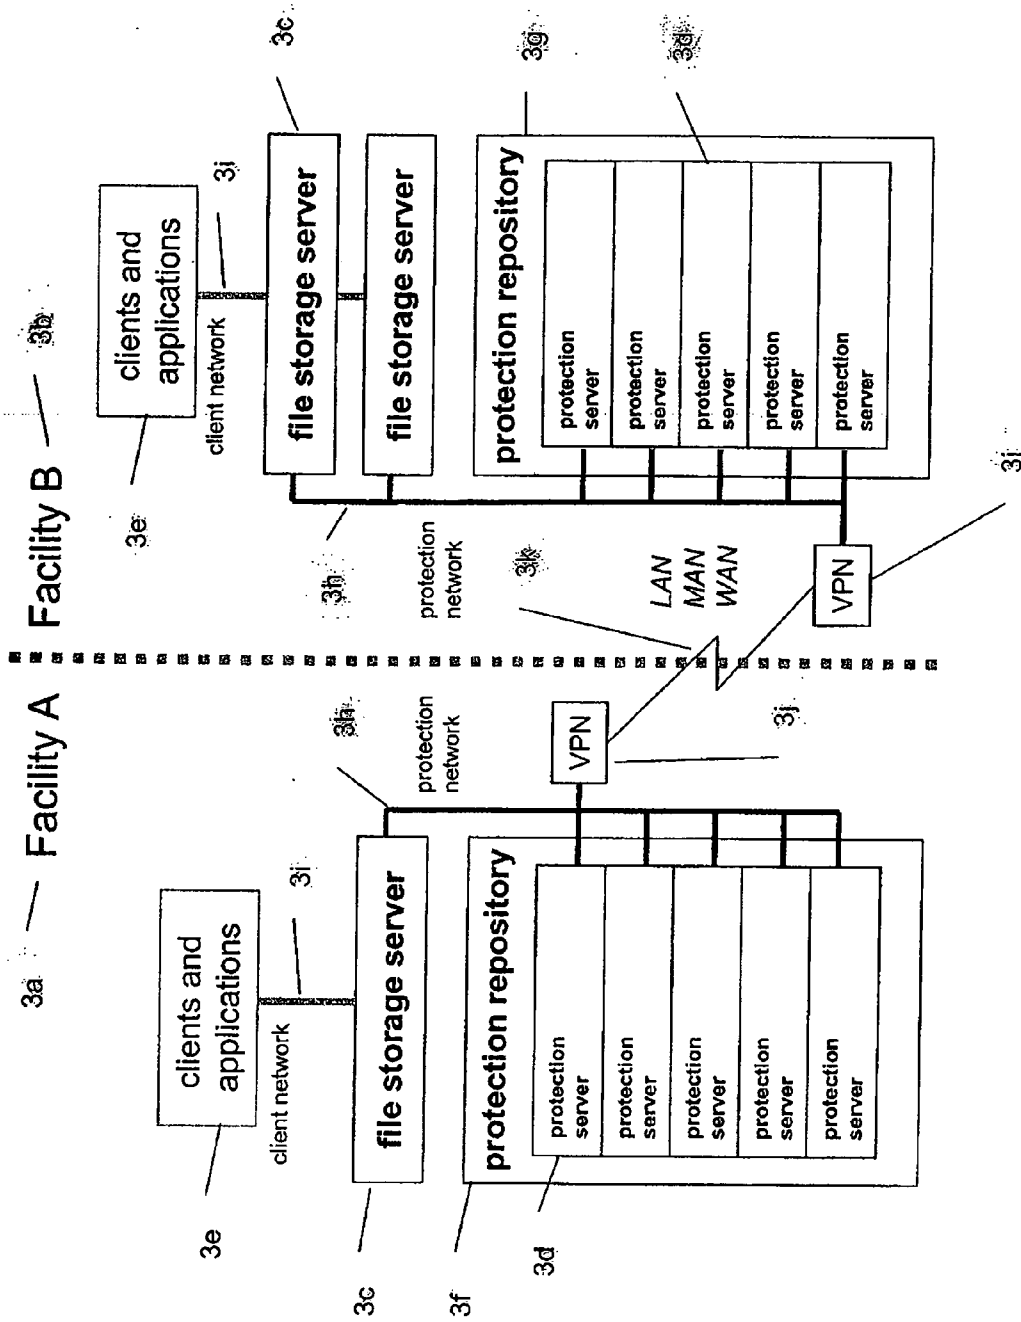 3a
Facility A
Facility B
3b
3e
clients and
applications
client network
3i
3c
file storage server
3h
protection
network
3f
protection repository
3d
protection
server
protection
server
protection
server
protection
server
protection
server
VPN
3j
3e
clients and
applications
client network
3c
file storage server
file storage server
3h
protection
network
3k
LAN
MAN
WAN
VPN
3g
protection repository
3d
protection
server
protection
server
protection
server
protection
server
protection
server